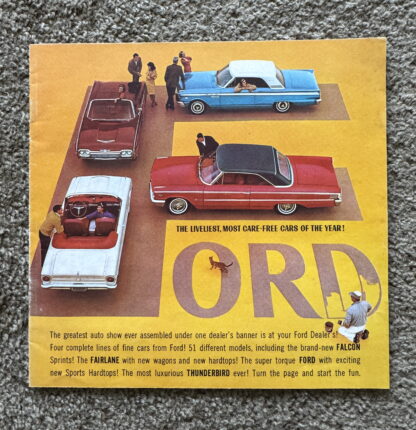 THE LIVELIEST, MOST CARE-FREE CARS OF THE YEAR!
FORD
The greatest auto show ever assembled under one dealer's banner is at your Ford Dealer's!
Four complete lines of fine cars from Ford! 51 different models, including the brand-new FALCON
Sprints! The FAIRLANE with new wagons and new hardtops! The super torque FORD with exciting
new Sports Hardtops! The most luxurious THUNDERBIRD ever! Turn the page and start the fun.